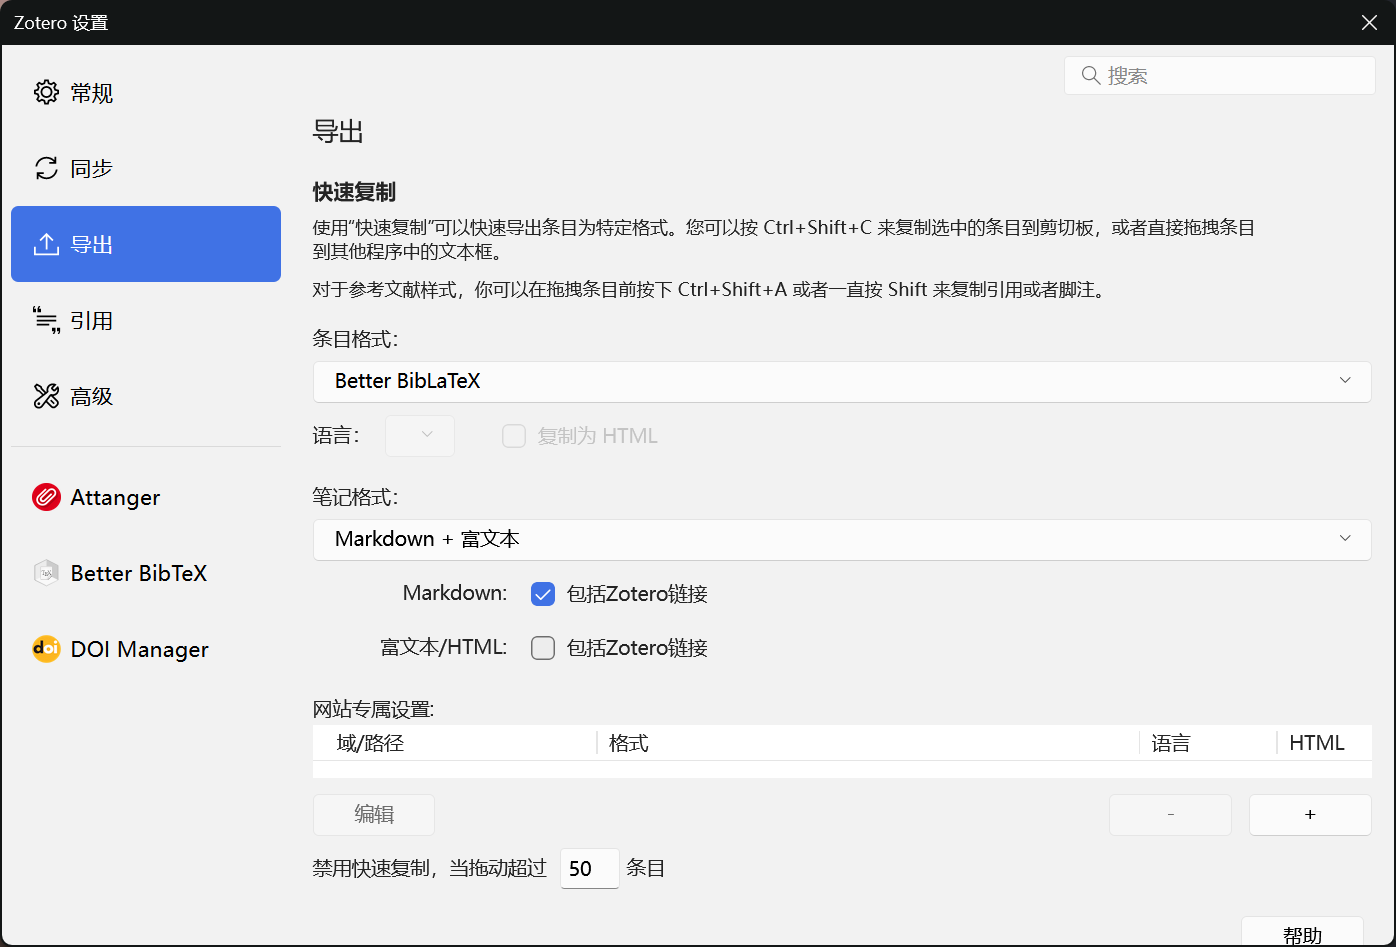 Zotero 设置
搜索
常规
同步
导出
引用
高级
Attanger
Better BibTeX
DOI Manager
导出
快速复制
使用“快速复制”可以快速导出条目为特定格式。您可以按 Ctrl+Shift+C 来复制选中的条目到剪切板，或者直接拖拽条目
到其他程序中的文本框。
对于参考文献样式，你可以在拖拽条目前按下 Ctrl+Shift+A 或者一直按 Shift 来复制引用或者脚注。
条目格式：
Better BibLaTeX
语言： 复制为 HTML
笔记格式：
Markdown + 富文本
Markdown: 包括Zotero链接
富文本/HTML: 包括Zotero链接
网站专属设置:
域/路径 格式 语言 HTML
编辑 - +
禁用快速复制，当拖动超过 50 条目
帮助